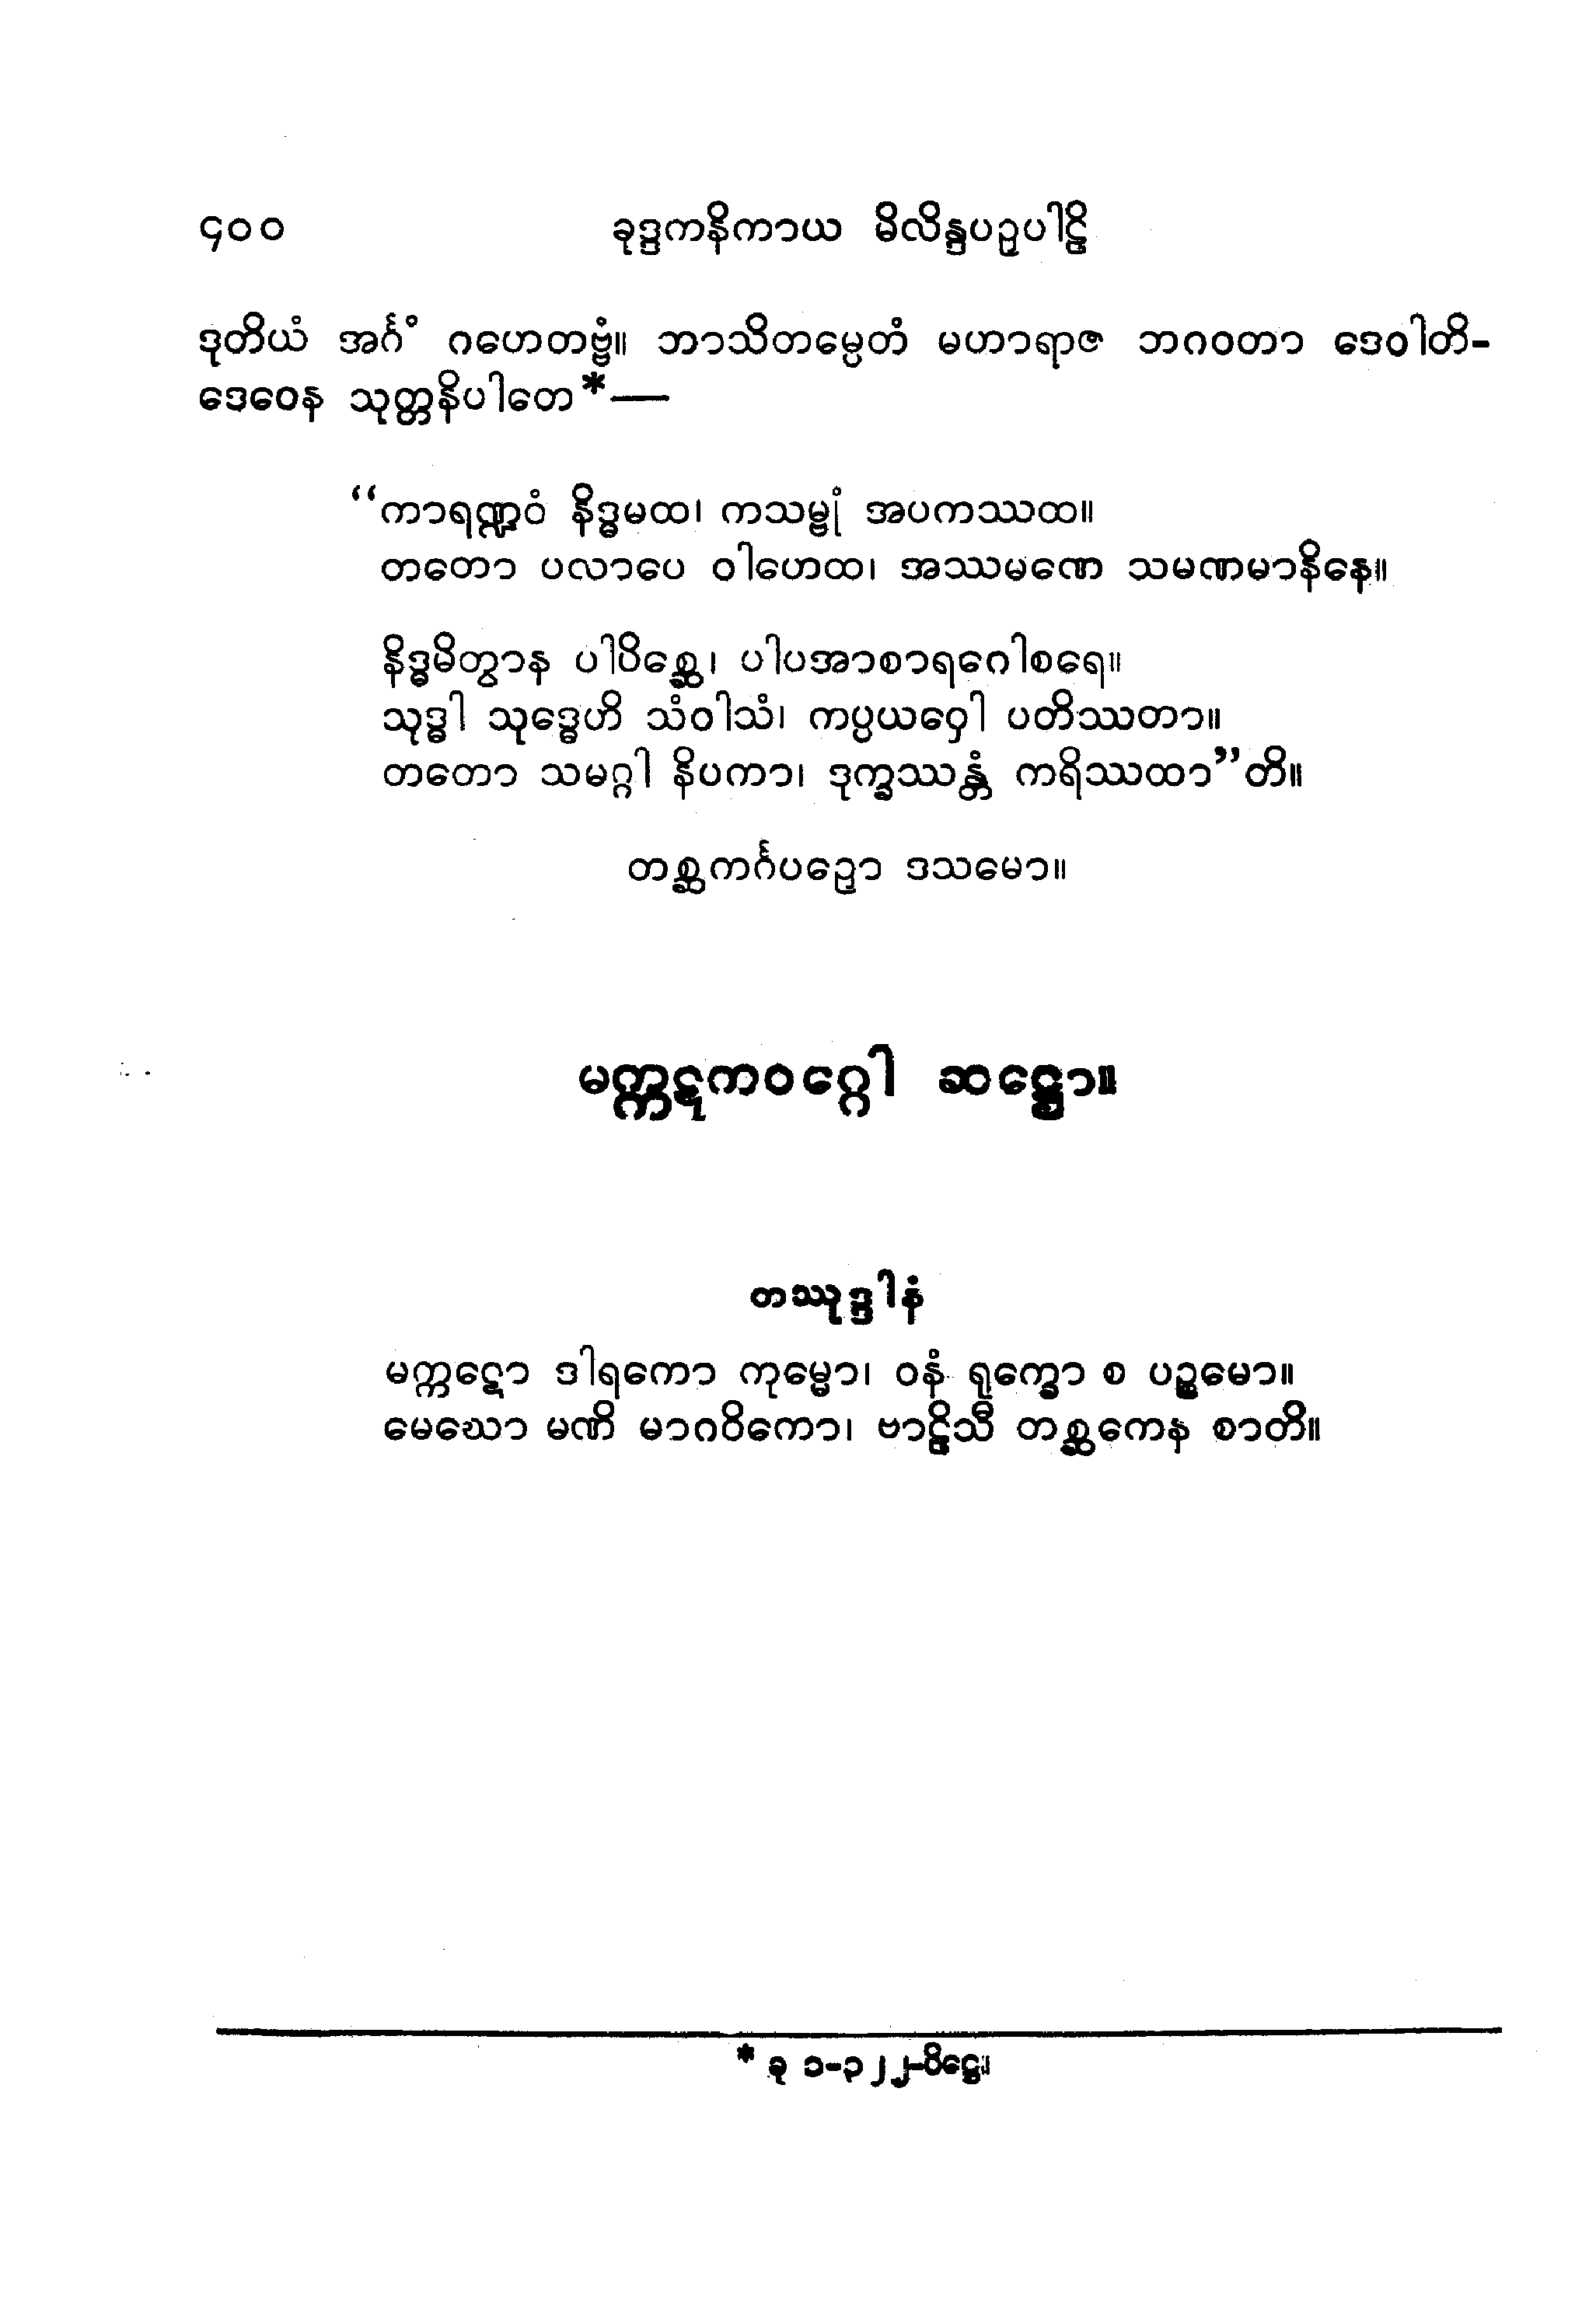 ၄၀၀ ခုဒ္ဒကနိကာယ မိလိန္ဒပဉှပါဠိ
ဒုတိယံ အင်္ဂံ ဂဟေတဗ္ဗံ။ ဘာသိတမ္ပေတံ မဟာရာဇ ဘဂဝတာ ဒေဝါတိ-
ဒေဝေန သုတ္တနိပါတေ*—
“ကာရဏ္ဍဝံ နိဒ္ဓမထ၊ ကသမ္ဗုံ အပကဿထ။
တတော ပလာပေ ဝါဟေထ၊ အဿမဏေ သမဏမာနိနေ။
နိဒ္ဓမိတွာန ပါပိစ္ဆေ၊ ပါပအာစာရဂေါစရေ။
သုဒ္ဓါ သုဒ္ဓေဟိ သံဝါသံ၊ ကပ္ပယဝှေါ ပတိဿတာ။
တတော သမဂ္ဂါ နိပကာ၊ ဒုက္ခဿန္တံ ကရိဿထာ”တိ။
တစ္ဆကင်္ဂပဉှော ဒသမော။
မက္ကဋကဝဂ္ဂေါ ဆဋ္ဌော။
တဿုဒ္ဒါနံ
မက္ကဋော ဒါရကော ကုမ္မော၊ ဝနံ ရုက္ခော စ ပဉ္စမော။
မေဃော မဏိ မာဂဝိကော၊ ဗာဠိသီ တစ္ဆကေန စာတိ။
* ခု ၁-၃၂၂-ပိဋ္ဌေ။